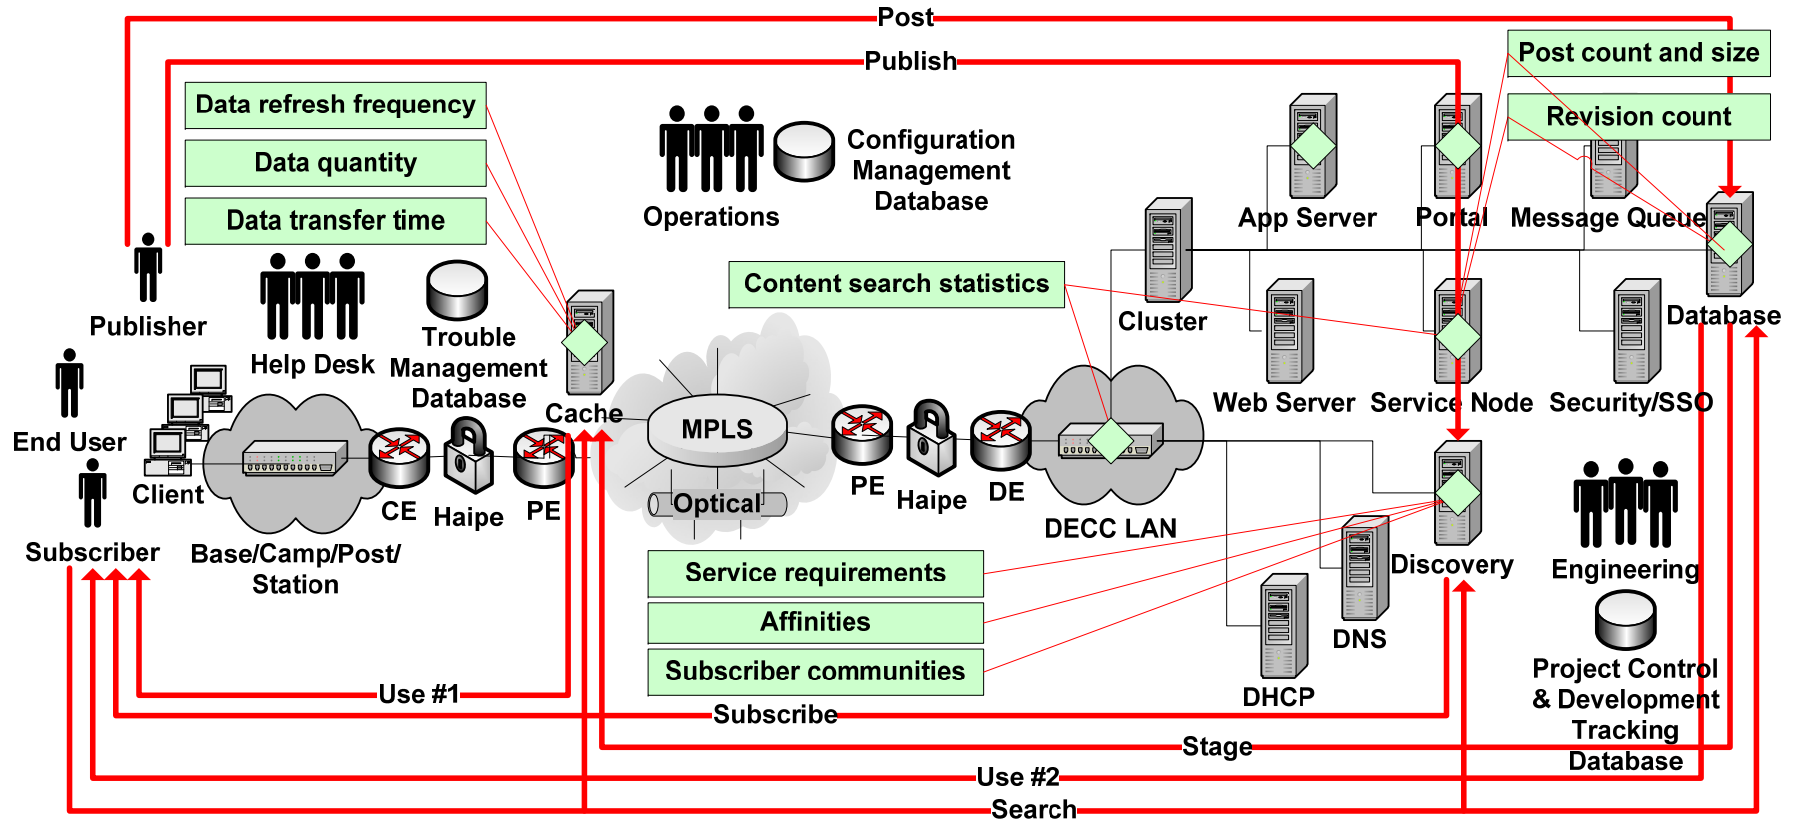 Post
Publish
Post count and size
Revision count
Data refresh frequency
Data quantity
Data transfer time
Configuration
Management
Database
Operations
App Server
Portal
Message Queue
Publisher
Help Desk
Trouble
Management
Database
Content search statistics
Cluster
Database
Web Server
Service Node
Security/SSO
End User
Cache
MPLS
Client
CE
Haipe
PE
Optical
PE
Haipe
DE
DECC LAN
Subscriber
Base/Camp/Post/
Station
Service requirements
Affinities
Subscriber communities
Discovery
Engineering
DNS
DHCP
Project Control
& Development
Tracking
Database
Use #1
Subscribe
Stage
Use #2
Search